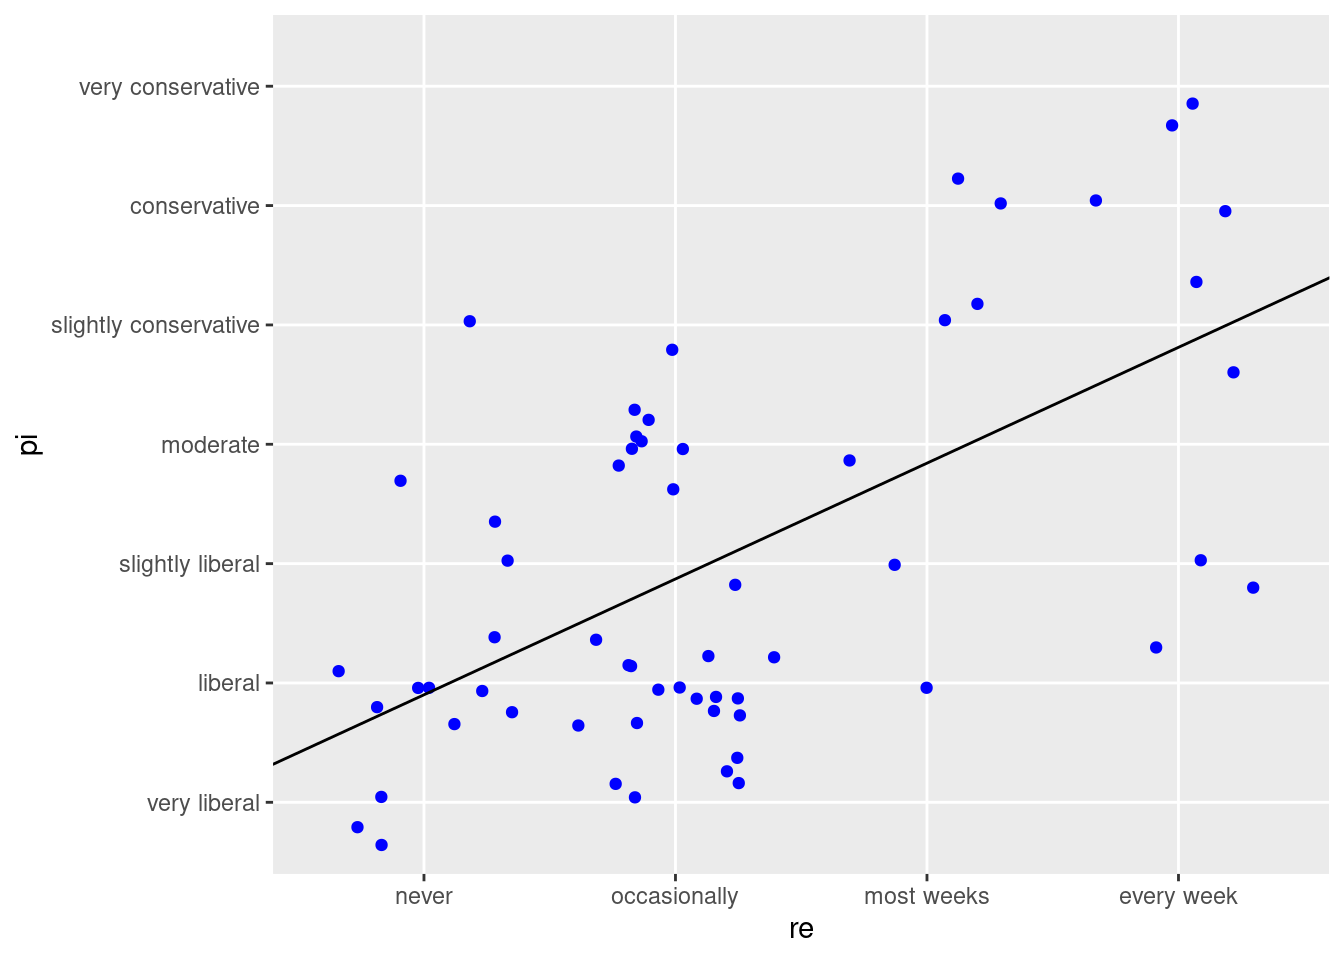 very conservative
conservative
slightly conservative
moderate
slightly liberal
liberal
very liberal
pi
never
occasionally
most weeks
every week
re